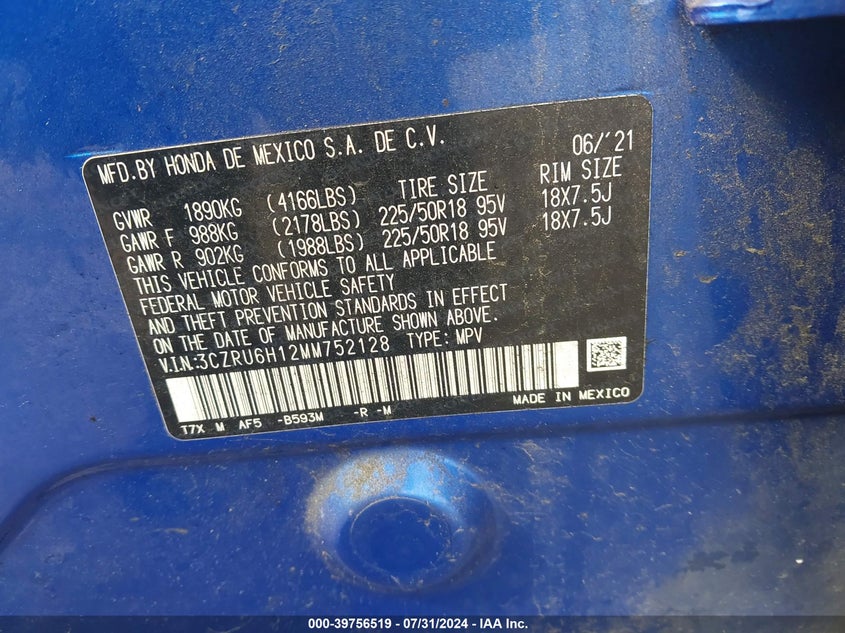 MFD.BY HONDA DE MEXICO S.A. DE C.V. 06/'21
GVWR 1890KG (4166LBS) TIRE SIZE RIM SIZE
GAWR F 988KG (2178LBS) 225/50R18 95V 18X7.5J
GAWR R 902KG (1988LBS) 225/50R18 95V 18X7.5J
THIS VEHICLE CONFORMS TO ALL APPLICABLE
FEDERAL MOTOR VEHICLE SAFETY
AND THEFT PREVENTION STANDARDS IN EFFECT
ON THE DATE OF MANUFACTURE SHOWN ABOVE.
V.IN.:3CZRU6H12MM752128 TYPE: MPV
T7X M AF5 -B593M -R -M MADE IN MEXICO
000-39756519 / 07/31/2024 - IAA Inc.